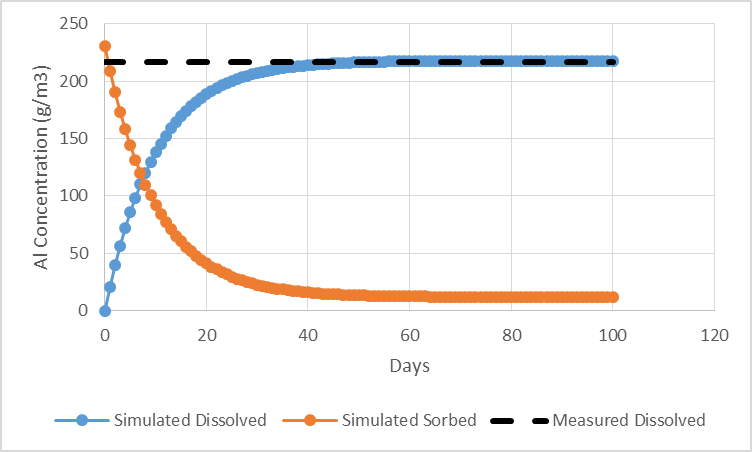 250
200
150
100
50
0
Al Concentration (g/m3)
0 20 40 60 80 100 120
Days
Simulated Dissolved Simulated Sorbed Measured Dissolved